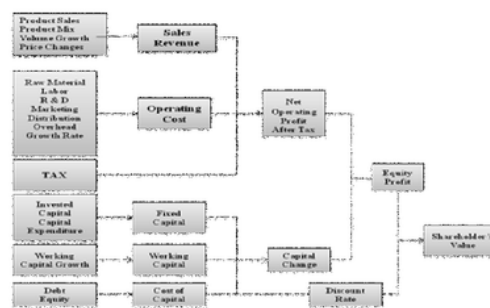 Product Sales
Product Mix
Volume Growth
Price Changes
Sales
Revenue
Raw Material
Labor
R & D
Marketing
Distribution
Overhead
Growth Rate
Operating
Cost
Net
Operating
Profit
After Tax
TAX
Equity
Profit
Invested
Capital
Capital
Expenditure
Fixed
Capital
Shareholder's
Value
Working
Capital Growth
Working
Capital
Capital
Change
Debt
Equity
Cost of
Capital
Discount
Rate